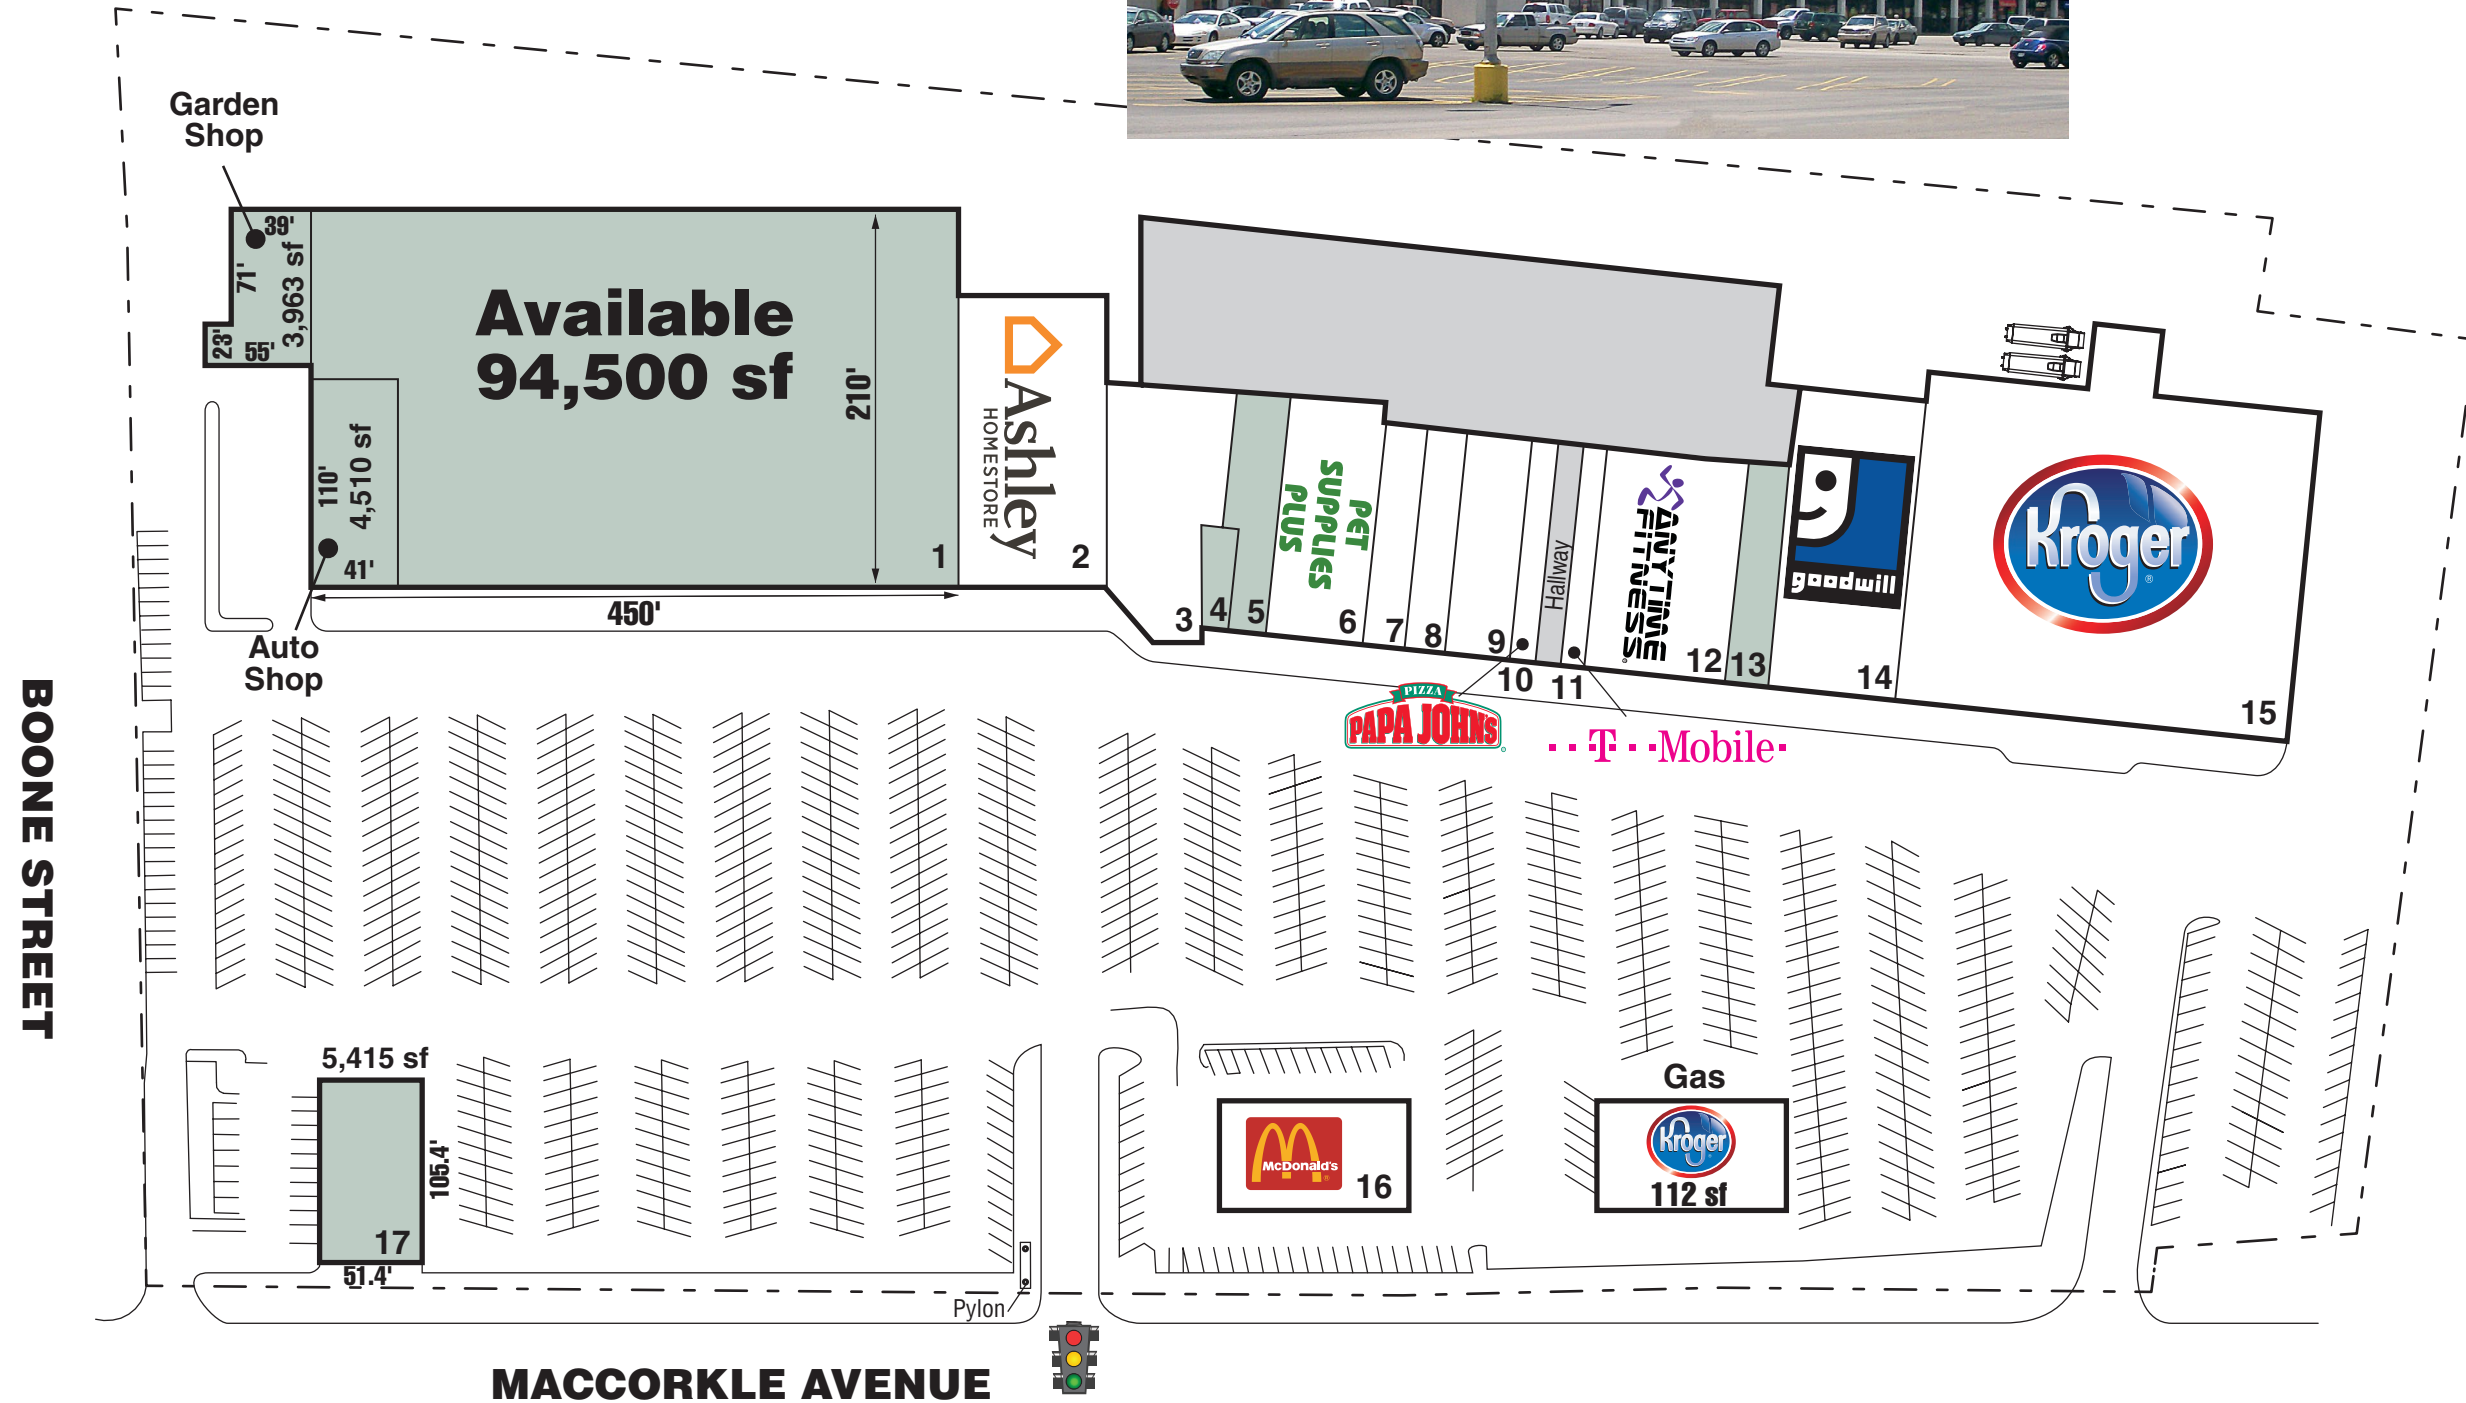 Garden
Shop
39'
71'
3,963 sf
23'
55'
Available
94,500 sf
210'
110'
4,510 sf
41'
1
450'
Auto
Shop
Ashley
HOMESTORE
2
3
4
5
PET
SUPPLIES
PLUS
6
7
8
9
10
Hallway
11
ANYTIME
FITNESS
12
13
goodwill
14
Kroger
15
PIZZA
PAPA JOHN'S
T Mobile
BOONE STREET
5,415 sf
105.4'
17
51.4'
Pylon
McDonald's
16
Gas
Kroger
112 sf
MACCORKLE AVENUE